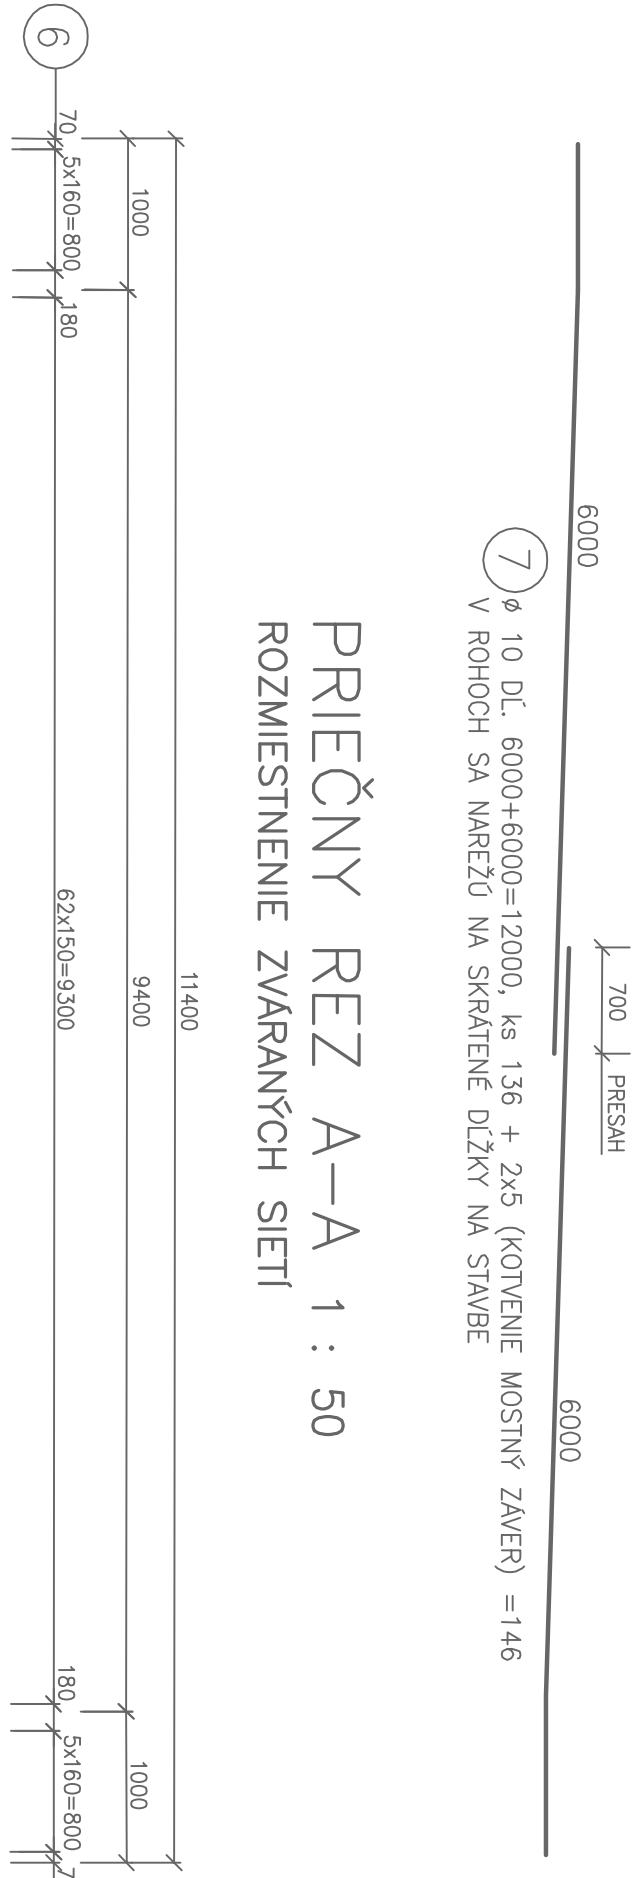 6000
700
PRESAH
6000
7
ø 10 DĹ. 6000+6000=12000, ks 136 + 2x5 (KOTVENIE MOSTNÝ ZÁVER) =146
V ROHOCH SA NAREŽÚ NA SKRÁTENÉ DĹŽKY NA STAVBE
PRIEČNY REZ A–A 1 : 50
ROZMIESTNENIE ZVÁRANÝCH SIETÍ
11400
1000
9400
1000
6
70
5x160=800
180
62x150=9300
180
5x160=800
7